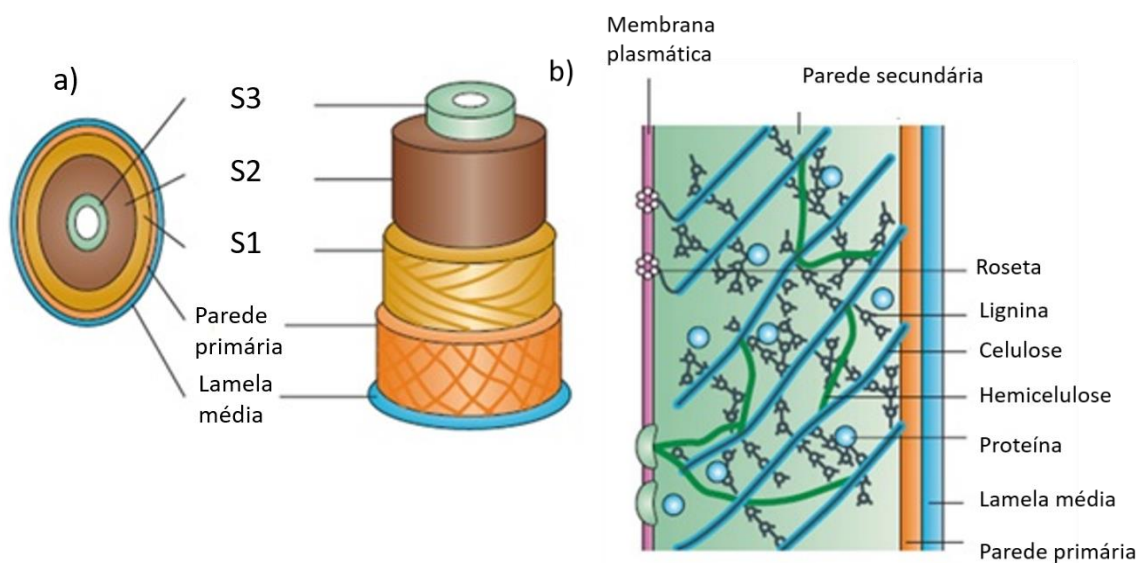 a)
S3
S2
S1
Parede
primária
Lamela
média
b)
Membrana
plasmática
Parede secundária
Roseta
Lignina
Celulose
Hemicelulose
Proteína
Lamela média
Parede primária